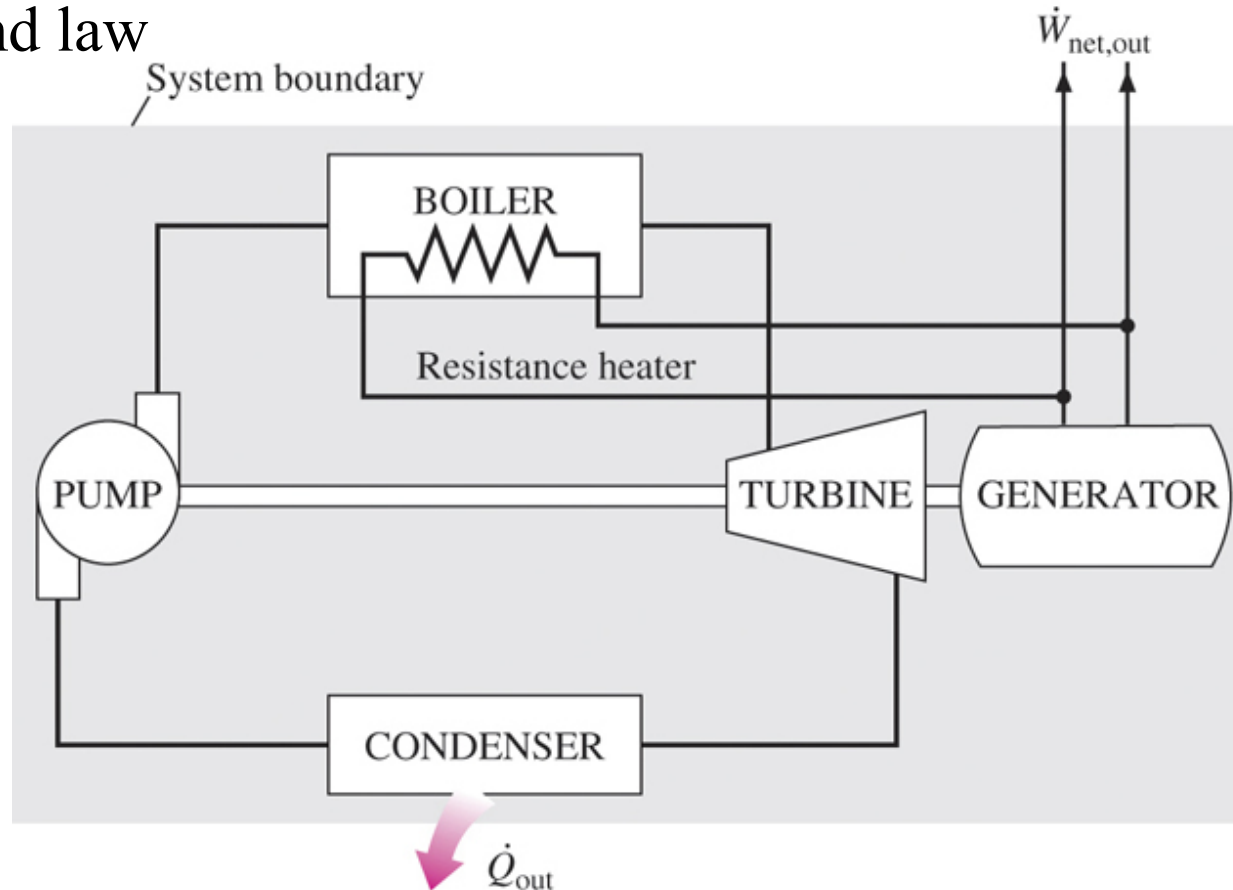 law
Ẇnet,out
System boundary
BOILER
Resistance heater
PUMP
TURBINE
GENERATOR
CONDENSER
Q̇out